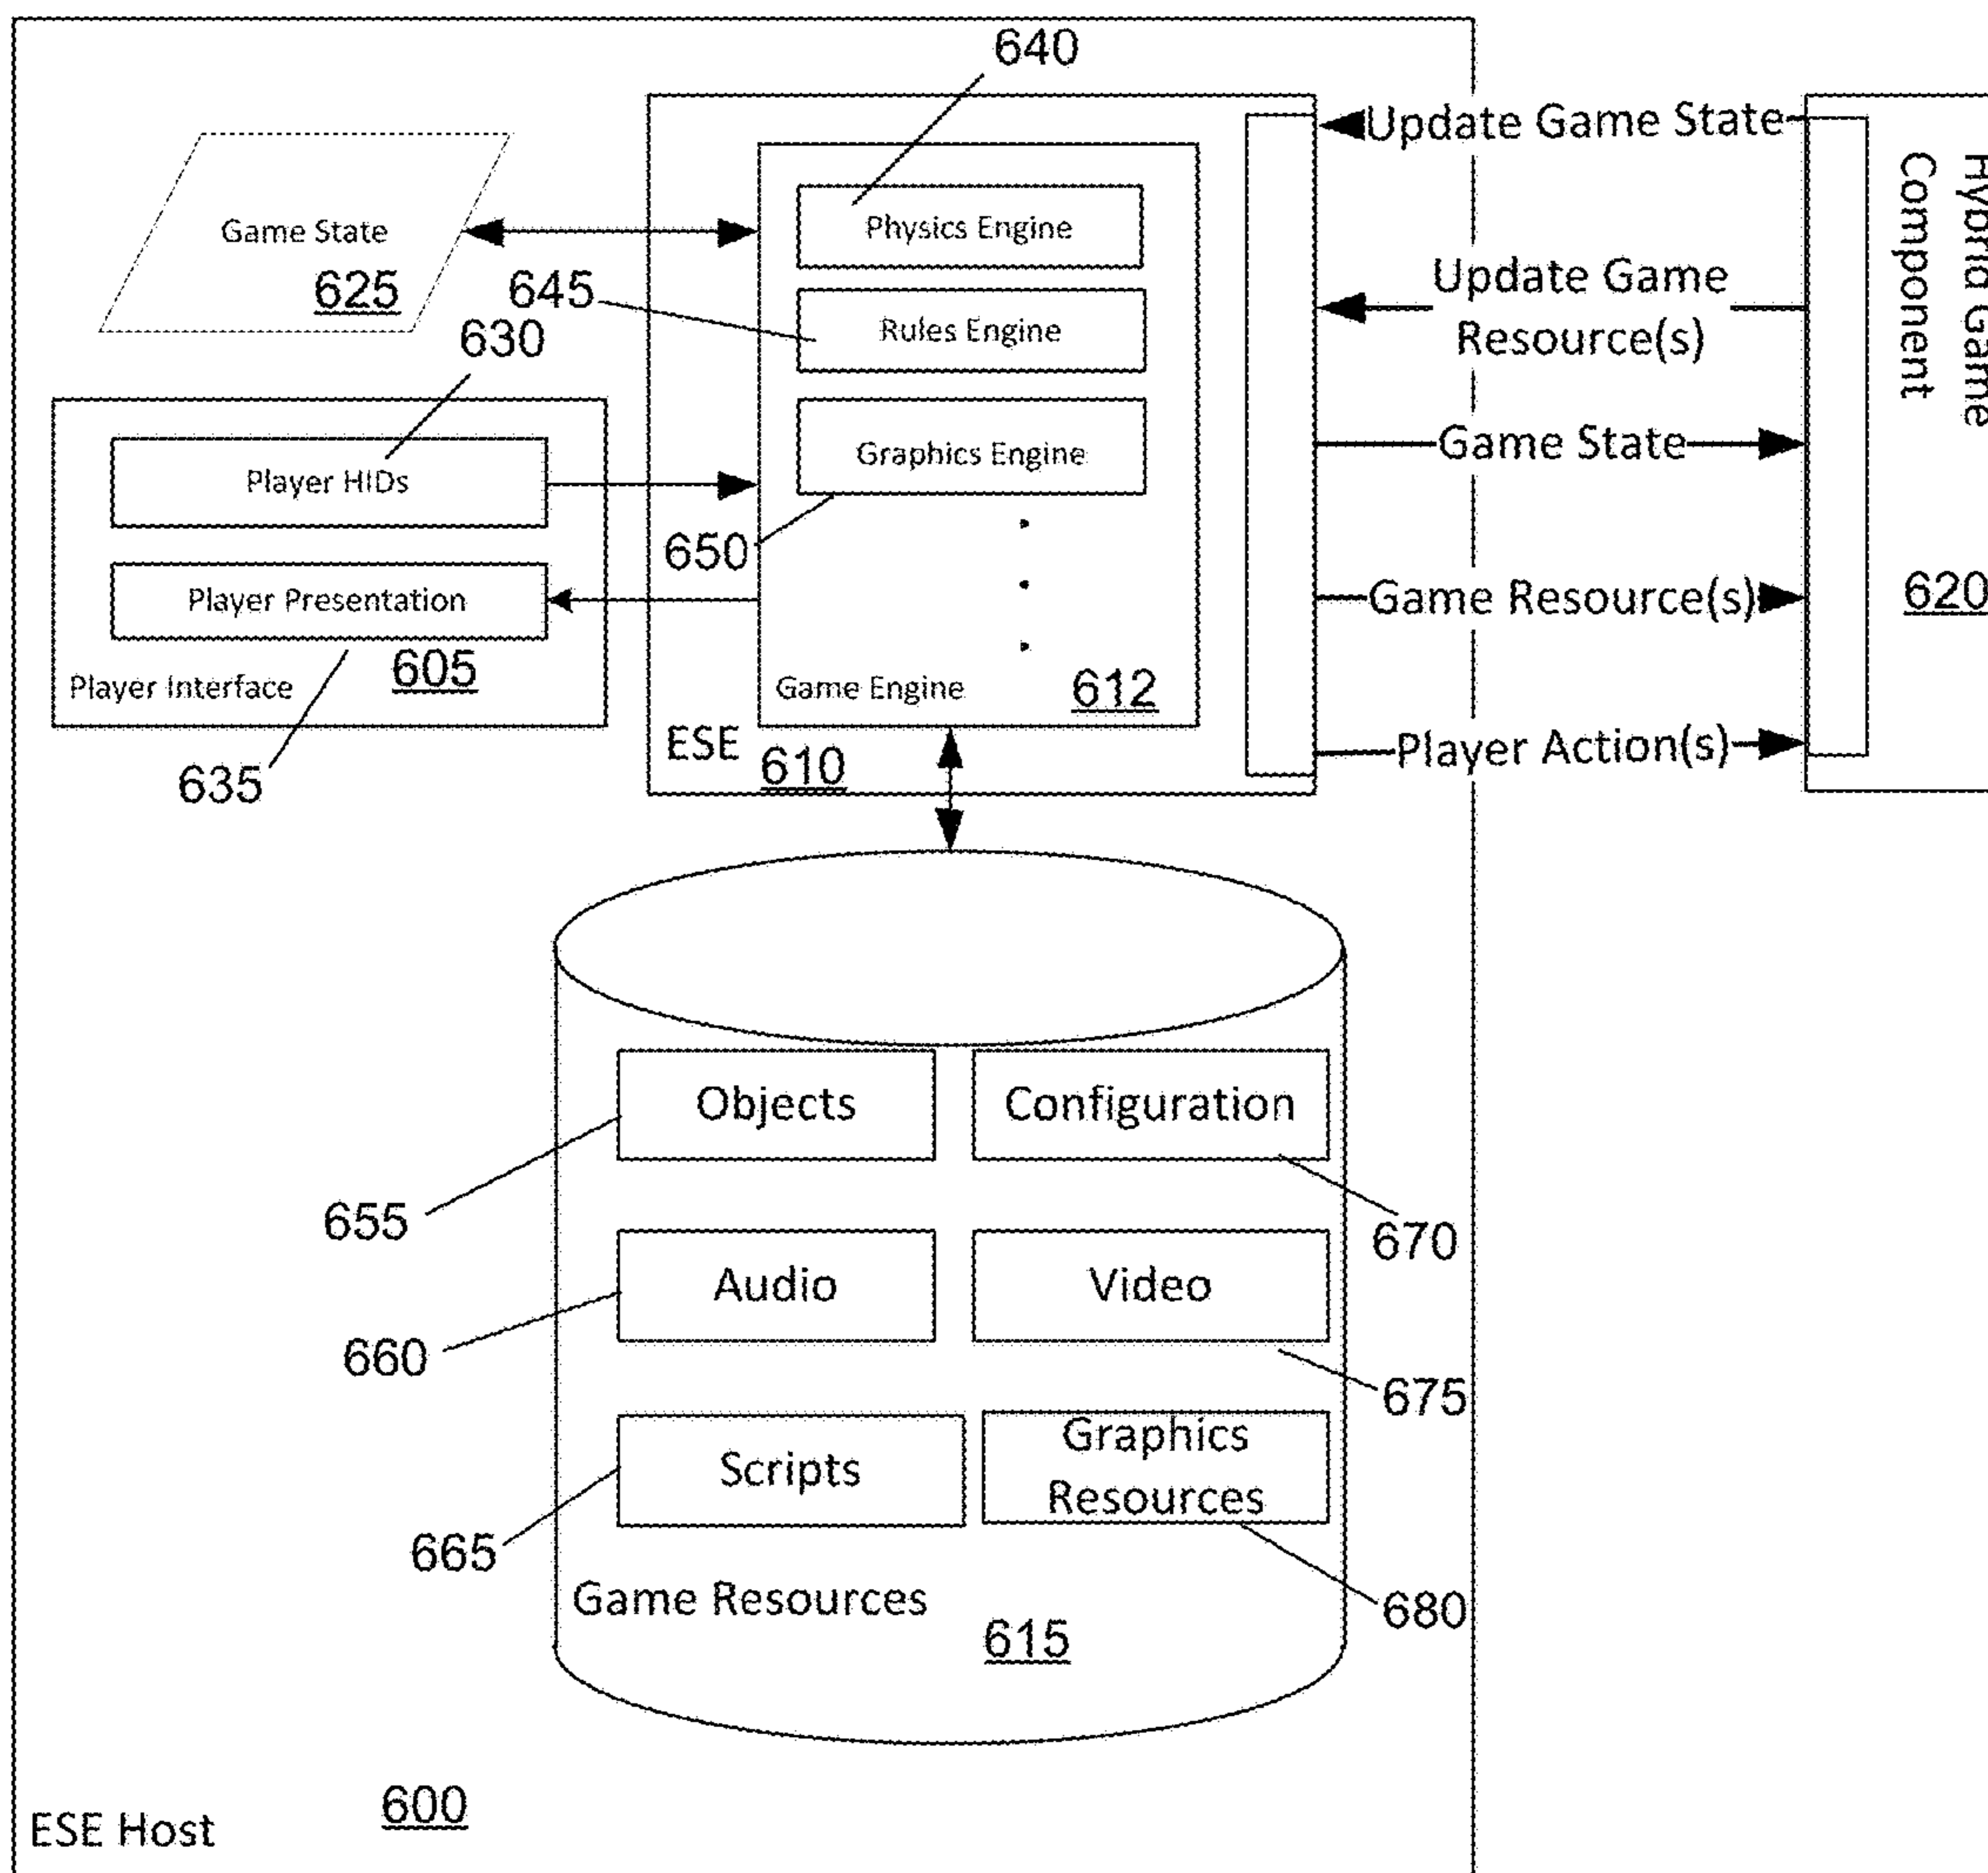 640
Update Game State
Hybrid Game
Component
Physics Engine
Game State
625
645
Update Game
Resource(s)
Rules Engine
630
Game State
Graphics Engine
Player HIDs
650
620
Game Resource(s)
Player Presentation
605
Player Interface
Game Engine
612
ESE
610
Player Action(s)
635
Objects
Configuration
655
670
Audio
Video
660
675
Scripts
Graphics
Resources
665
680
Game Resources
615
600
ESE Host